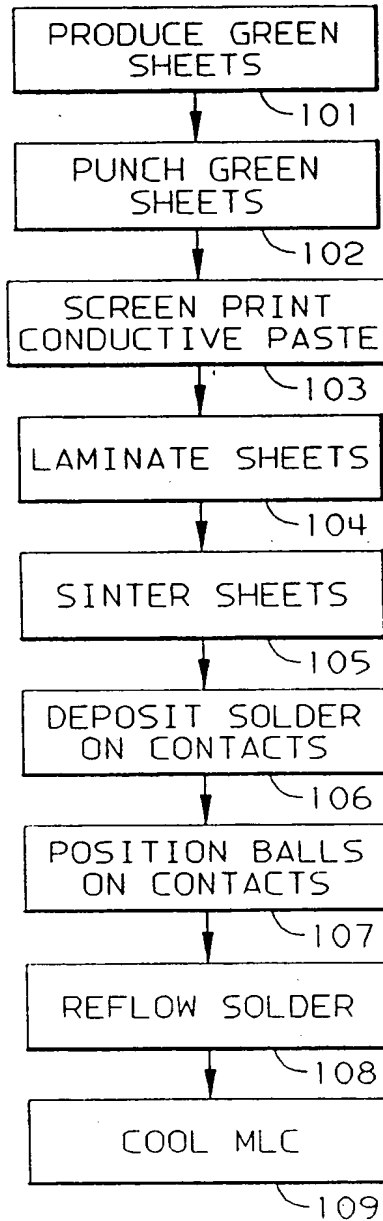 PRODUCE GREEN
SHEETS
101
PUNCH GREEN
SHEETS
102
SCREEN PRINT
CONDUCTIVE PASTE
103
LAMINATE SHEETS
104
SINTER SHEETS
105
DEPOSIT SOLDER
ON CONTACTS
106
POSITION BALLS
ON CONTACTS
107
REFLOW SOLDER
108
COOL MLC
109